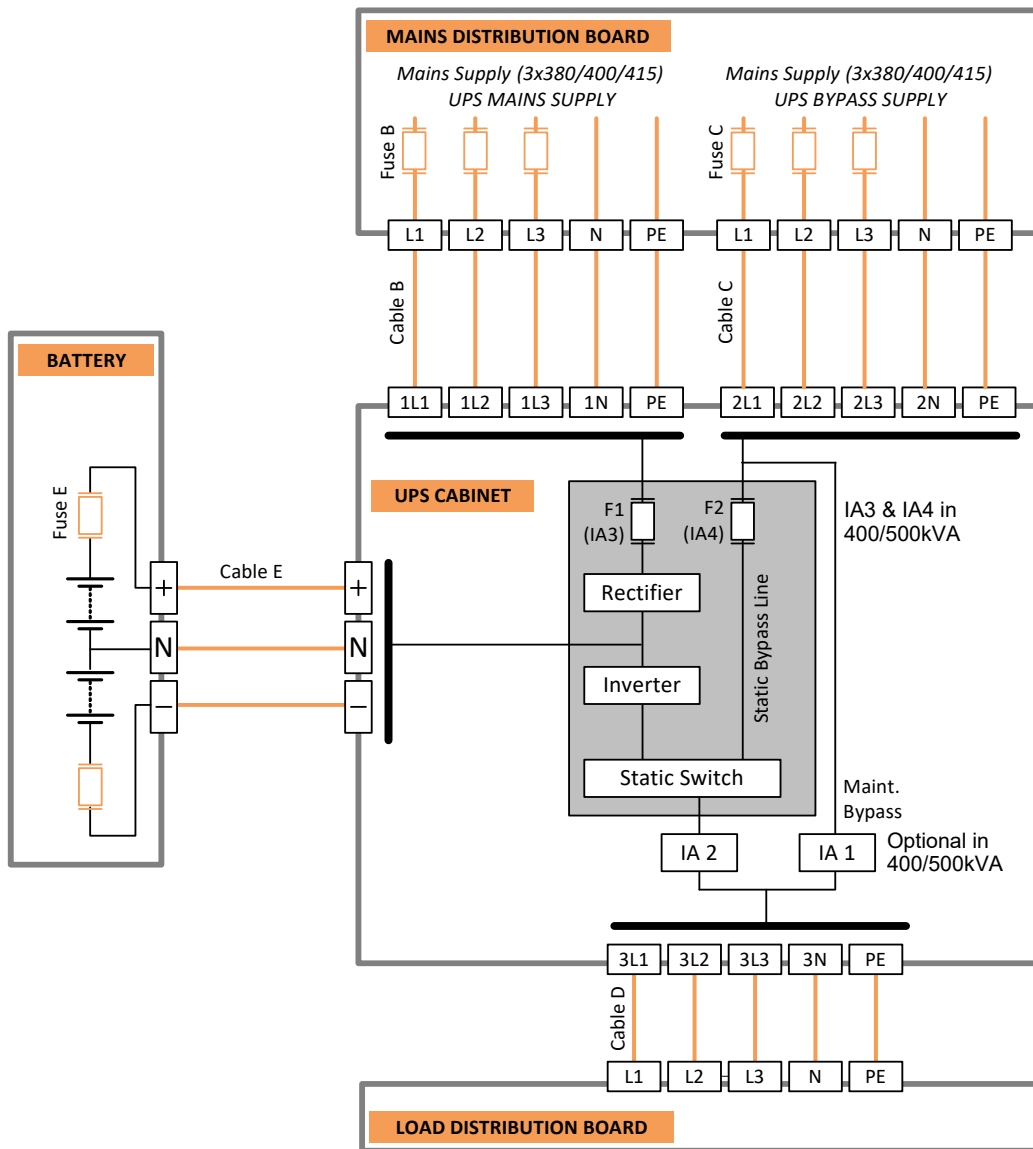 MAINS DISTRIBUTION BOARD
Mains Supply (3x380/400/415)
UPS MAINS SUPPLY
Mains Supply (3x380/400/415)
UPS BYPASS SUPPLY
Fuse B
Fuse C
L1 L2 L3 N PE
L1 L2 L3 N PE
Cable B
Cable C
BATTERY
1L1 1L2 1L3 1N PE
2L1 2L2 2L3 2N PE
UPS CABINET
Fuse E
F1
(IA3)
F2
(IA4)
IA3 & IA4 in
400/500kVA
Cable E
+
+
Rectifier
N
N
Static Bypass Line
Inverter
−
−
Static Switch
Maint.
Bypass
IA 2
IA 1
Optional in
400/500kVA
3L1 3L2 3L3 3N PE
Cable D
L1 L2 L3 N PE
LOAD DISTRIBUTION BOARD